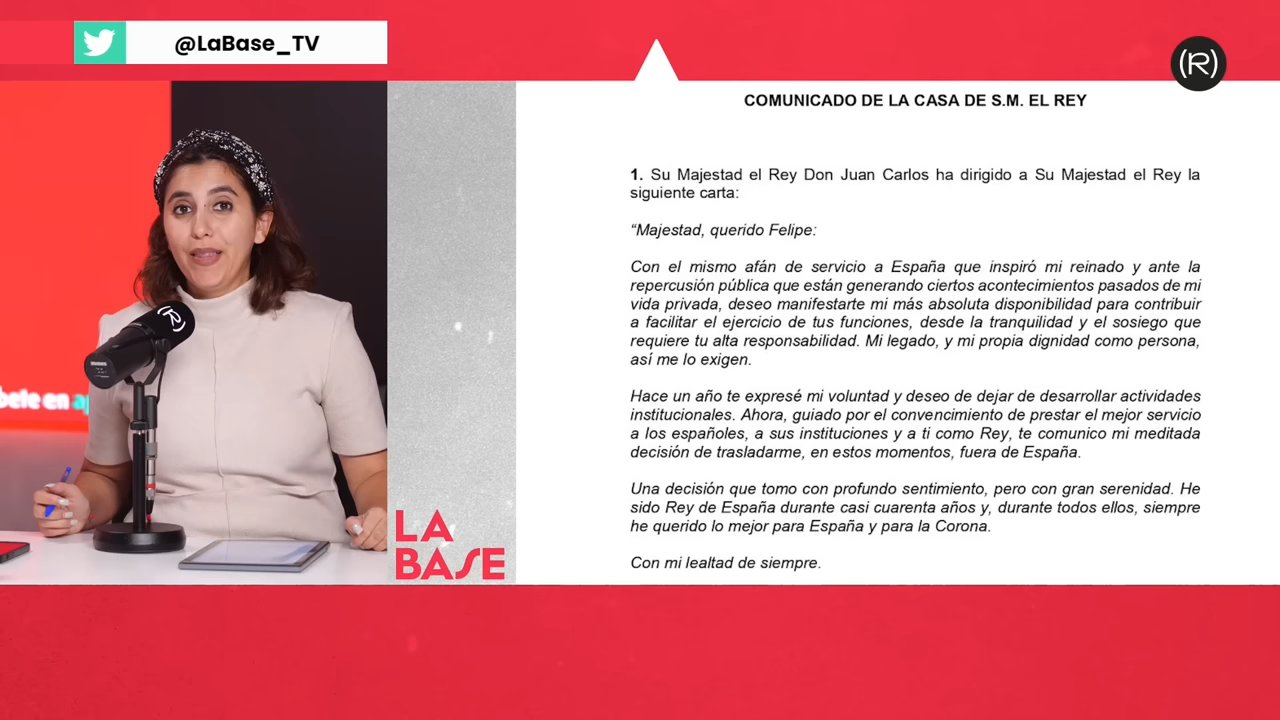 @LaBase_TV
(R)
COMUNICADO DE LA CASA DE S.M. EL REY
1. Su Majestad el Rey Don Juan Carlos ha dirigido a Su Majestad el Rey la
siguiente carta:
“Majestad, querido Felipe:
Con el mismo afán de servicio a España que inspiró mi reinado y ante la
repercusión pública que están generando ciertos acontecimientos pasados de mi
vida privada, deseo manifestarte mi más absoluta disponibilidad para contribuir
a facilitar el ejercicio de tus funciones, desde la tranquilidad y el sosiego que
requiere tu alta responsabilidad. Mi legado, y mi propia dignidad como persona,
así me lo exigen.
Hace un año te expresé mi voluntad y deseo de dejar de desarrollar actividades
institucionales. Ahora, guiado por el convencimiento de prestar el mejor servicio
a los españoles, a sus instituciones y a ti como Rey, te comunico mi meditada
decisión de trasladarme, en estos momentos, fuera de España.
Una decisión que tomo con profundo sentimiento, pero con gran serenidad. He
sido Rey de España durante casi cuarenta años y, durante todos ellos, siempre
he querido lo mejor para España y para la Corona.
Con mi lealtad de siempre.
(R)
bete en ap
LA
BASE